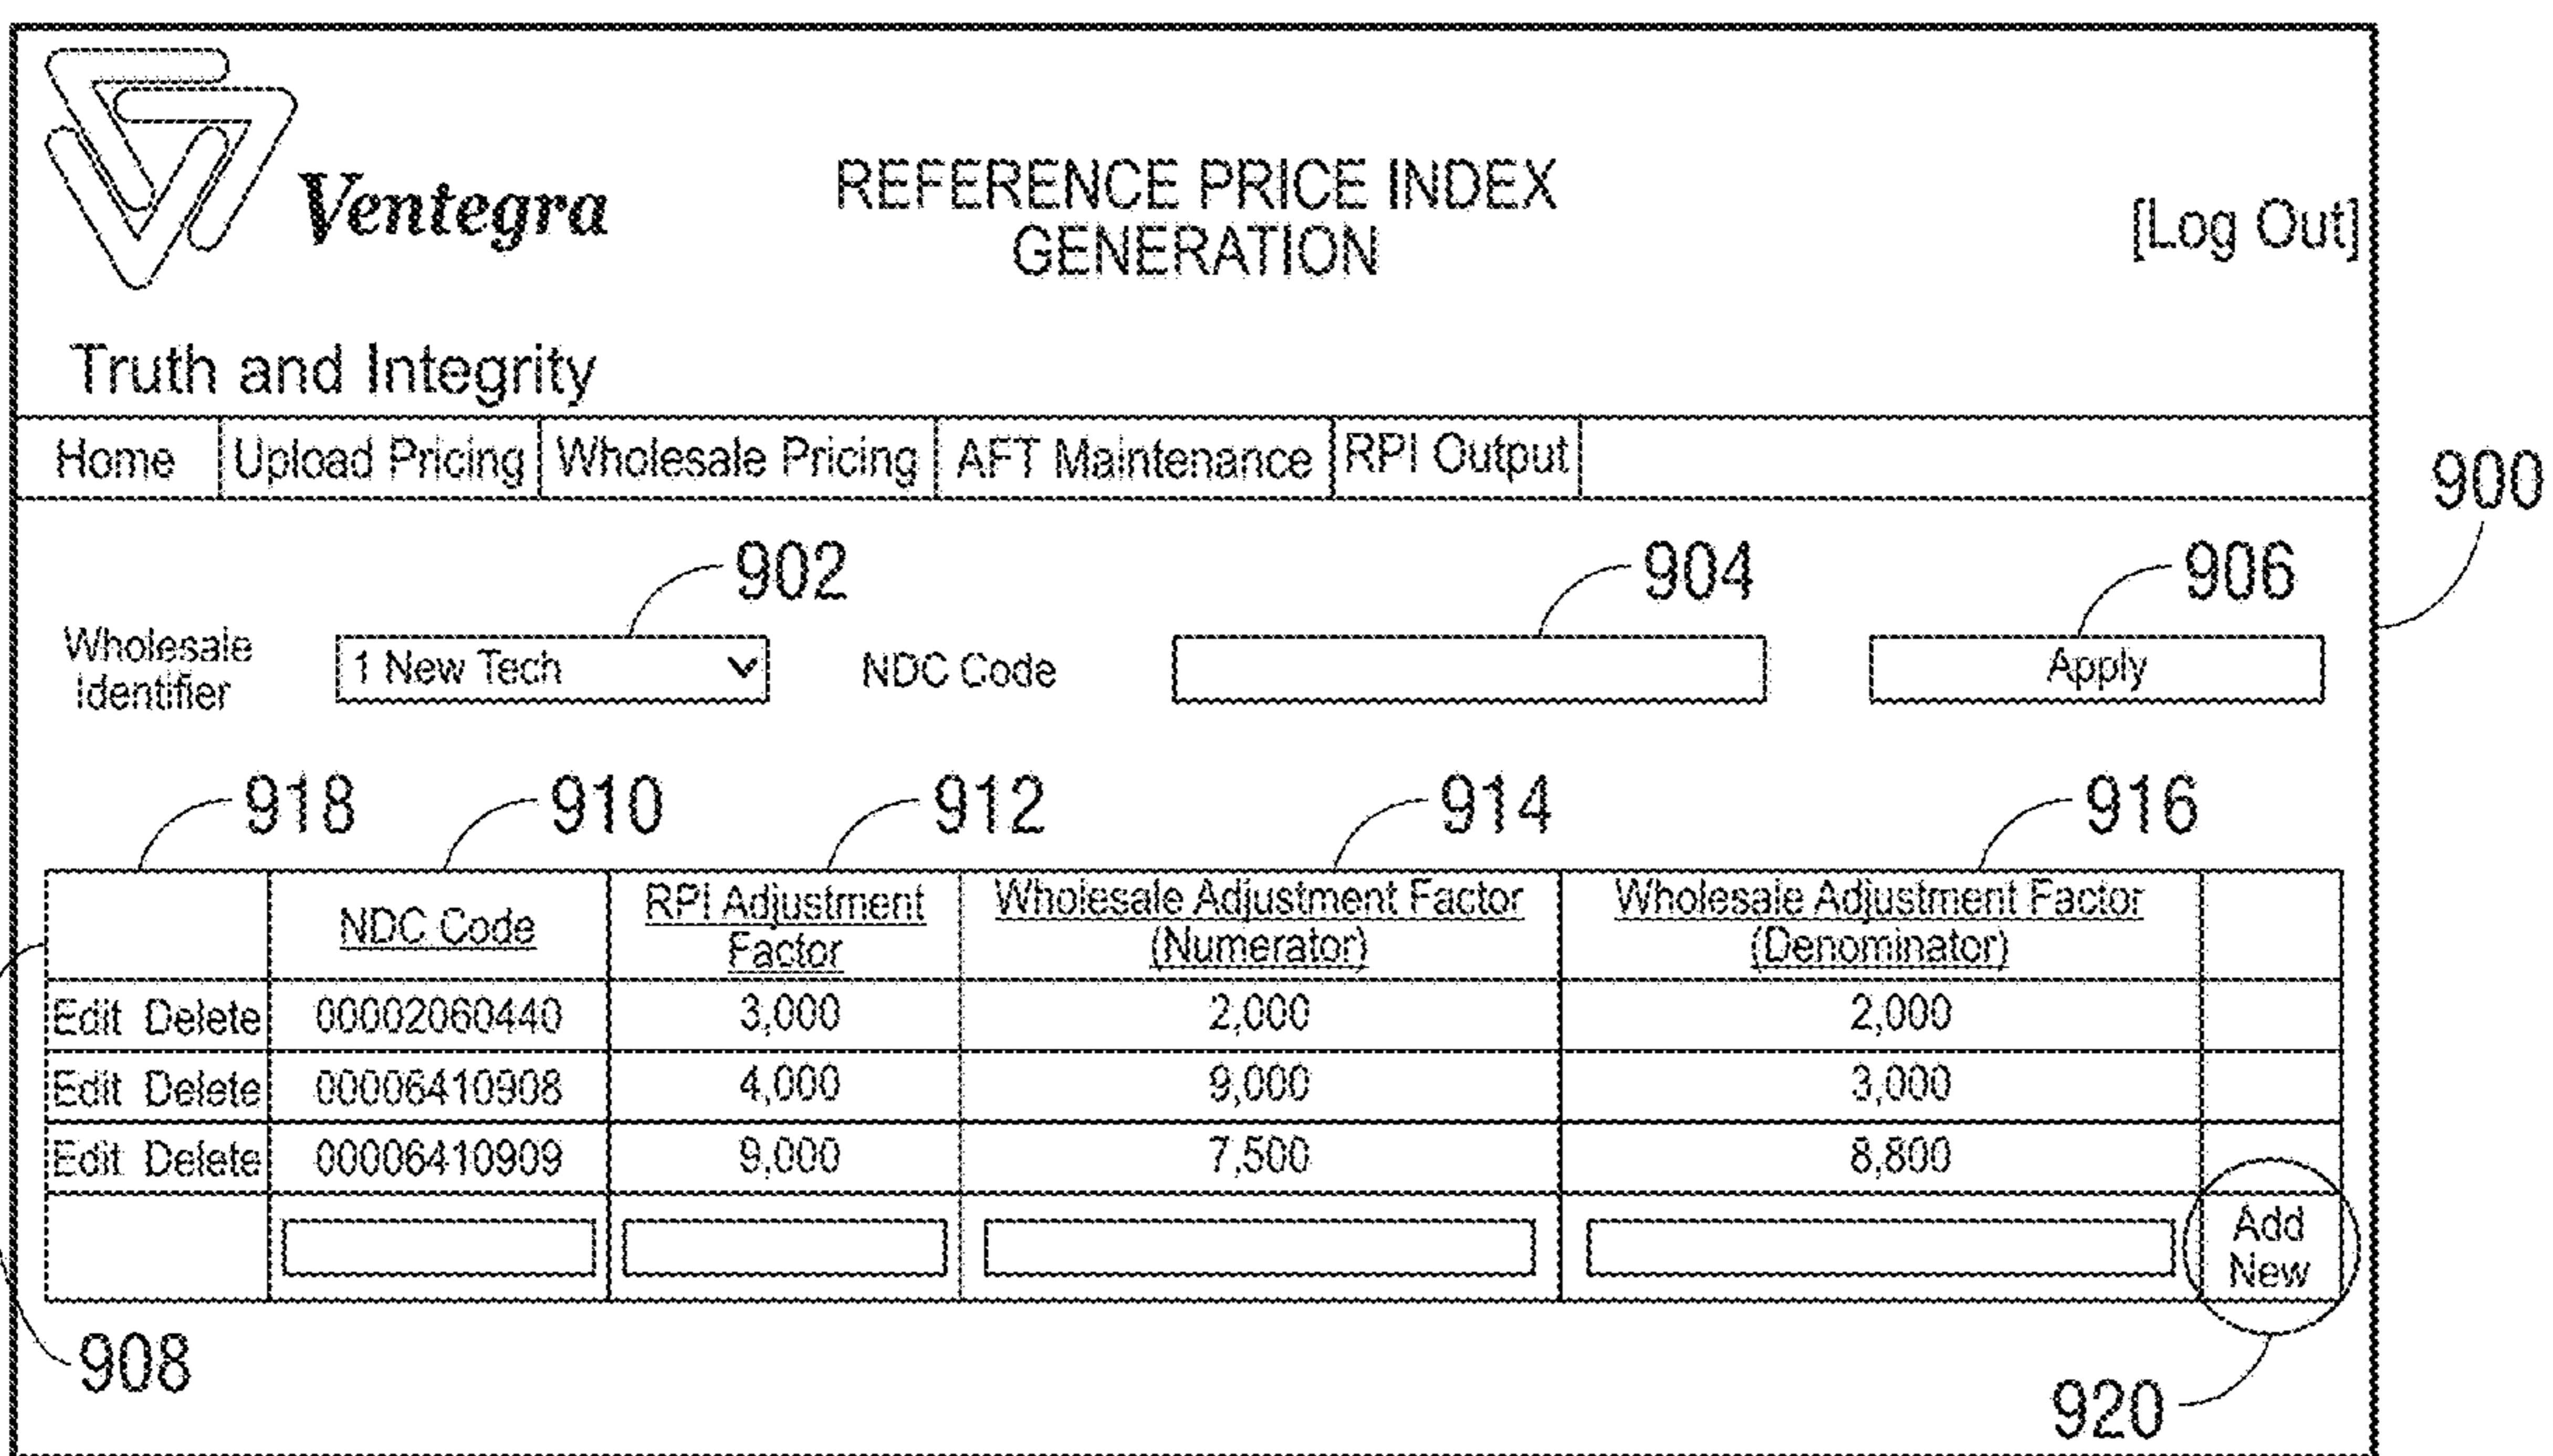 Ventegra
REFERENCE PRICE INDEX
GENERATION
[Log Out]
Truth and Integrity
Home Upload Pricing Wholesale Pricing AFT Maintenance RPI Output
900
902 904 906
Wholesale
Identifier
1 New Tech
NDC Code
Apply
918 910 912 914 916
NDC Code
RPI Adjustment
Factor
Wholesale Adjustment Factor
(Numerator)
Wholesale Adjustment Factor
(Denominator)
Edit Delete 00002060440 3,000 2,000 2,000
Edit Delete 00006410908 4,000 9,000 3,000
Edit Delete 00006410909 9,000 7,500 8,800
Add
New
908
920